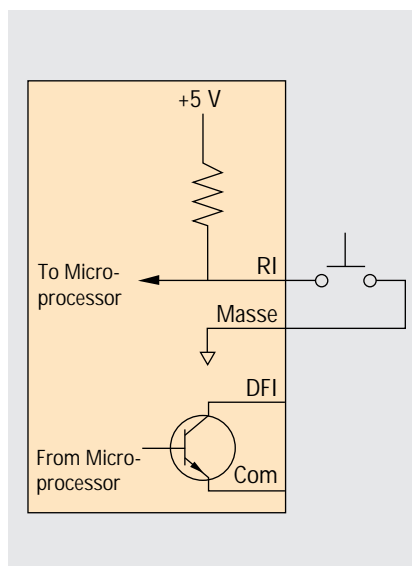 +5 V
RI
To Micro-
processor
Masse
DFI
From Micro-
processor
Com